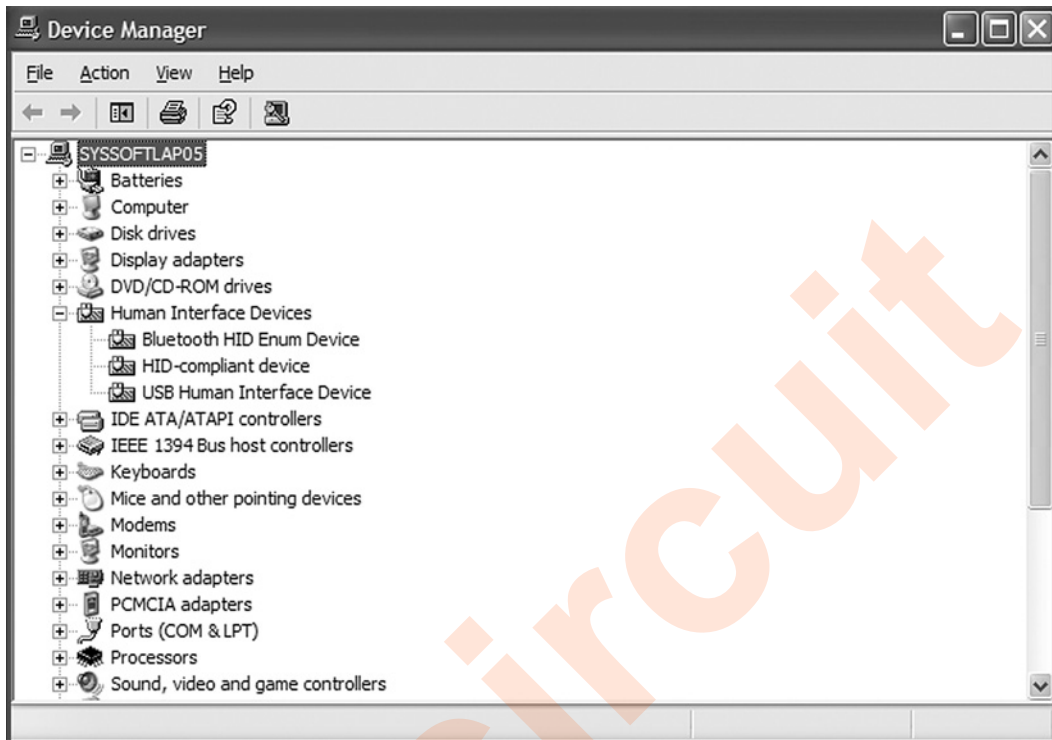 Device Manager
File Action View Help
SYSSOFTLAP05
Batteries
Computer
Disk drives
Display adapters
DVD/CD-ROM drives
Human Interface Devices
Bluetooth HID Enum Device
HID-compliant device
USB Human Interface Device
IDE ATA/ATAPI controllers
IEEE 1394 Bus host controllers
Keyboards
Mice and other pointing devices
Modems
Monitors
Network adapters
PCMCIA adapters
Ports (COM & LPT)
Processors
Sound, video and game controllers
ircuit